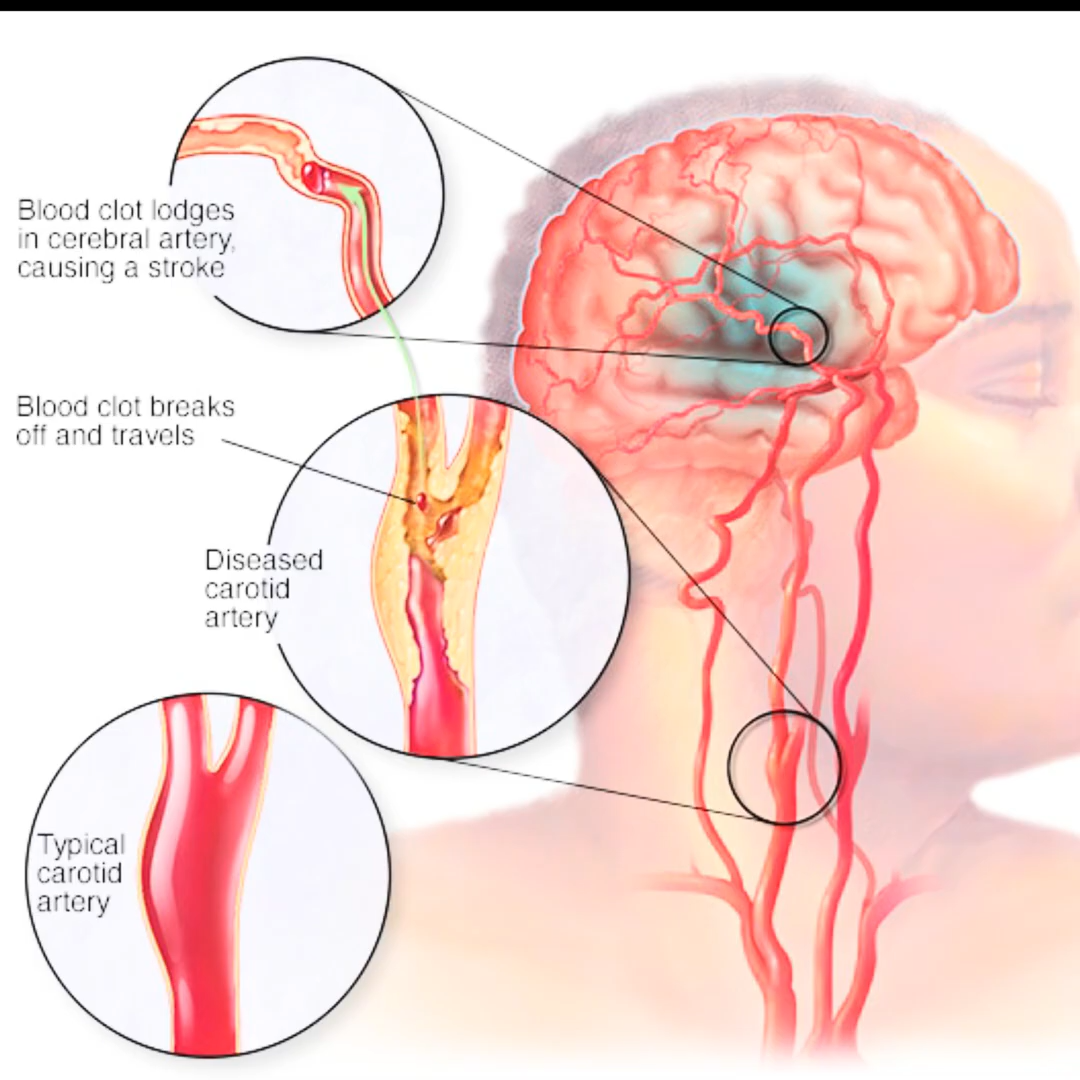 Blood clot lodges
in cerebral artery,
causing a stroke
Blood clot breaks
off and travels
Diseased
carotid
artery
Typical
carotid
artery